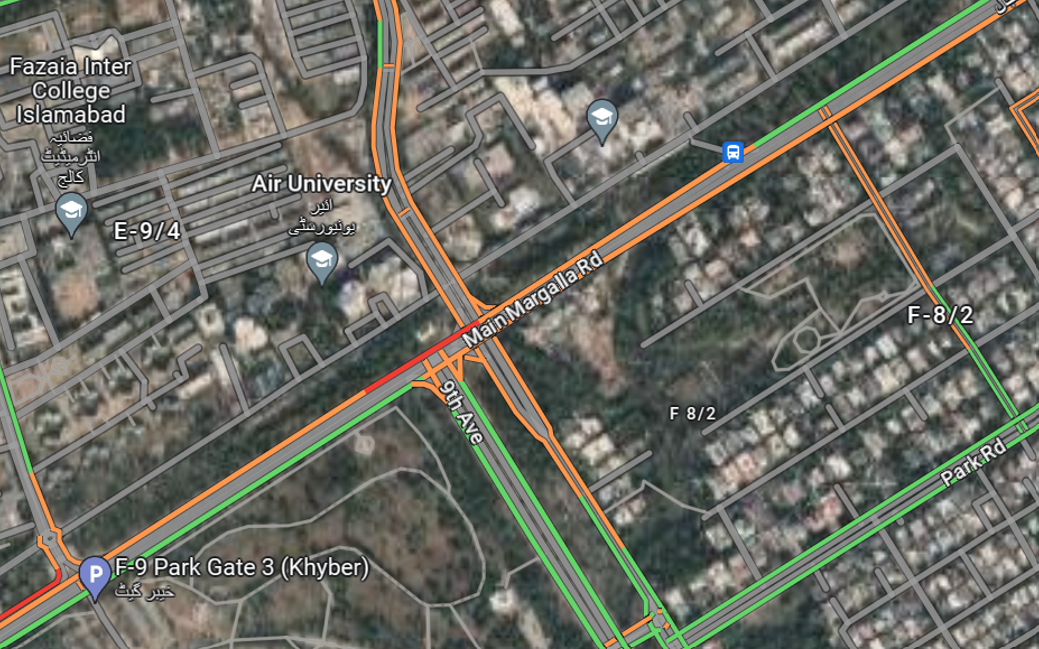 Fazaia Inter
College
Islamabad
فضائیہ
انٹرمیڈیٹ
کالج
Air University
ائیر
یونیورسٹی
E-9/4
Main Margalla Rd
F-8/2
9th Ave
F 8/2
Park Rd
P
F-9 Park Gate 3 (Khyber)
خیبر گیٹ